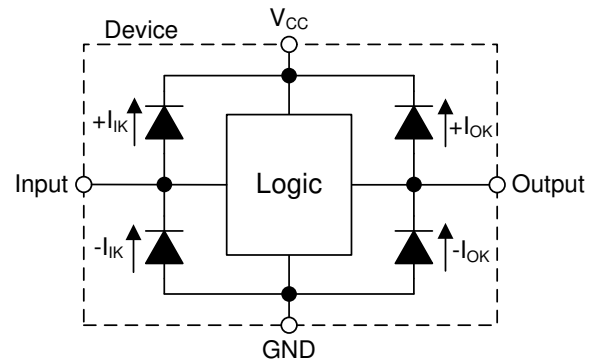 Device
VCC
+IIK
+IOK
Input
Logic
Output
-IIK
-IOK
GND